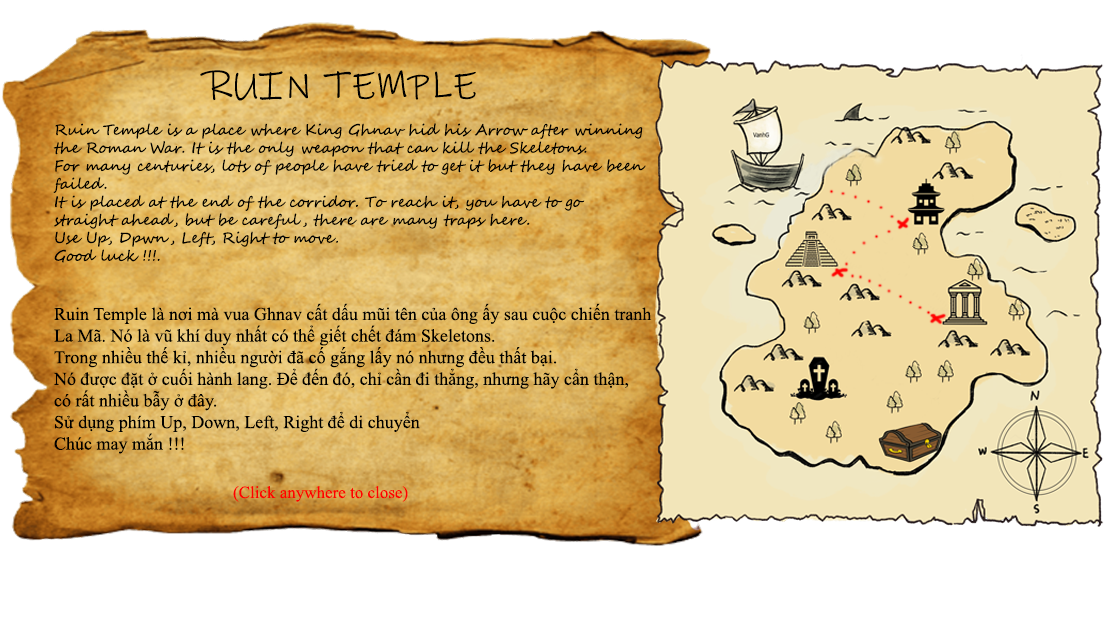 RUIN TEMPLE
Ruin Temple is a place where King Ghnav hid his Arrow after winning
the Roman War. It is the only weapon that can kill the Skeletons.
For many centuries, lots of people have tried to get it but they have been
failed.
It is placed at the end of the corridor. To reach it, you have to go
straight ahead, but be careful, there are many traps here.
Use Up, Dpwn, Left, Right to move.
Good luck !!!.
Ruin Temple là nơi mà vua Ghnav cất dấu mũi tên của ông ấy sau cuộc chiến tranh
La Mã. Nó là vũ khí duy nhất có thể giết chết đám Skeletons.
Trong nhiều thế kỉ, nhiều người đã cố gắng lấy nó nhưng đều thất bại.
Nó được đặt ở cuối hành lang. Để đến đó, chỉ cần đi thẳng, nhưng hãy cẩn thận,
có rất nhiều bẫy ở đây.
Sử dụng phím Up, Down, Left, Right để di chuyển
Chúc may mắn !!!
(Click anywhere to close)
VanhG
N
W
E
S